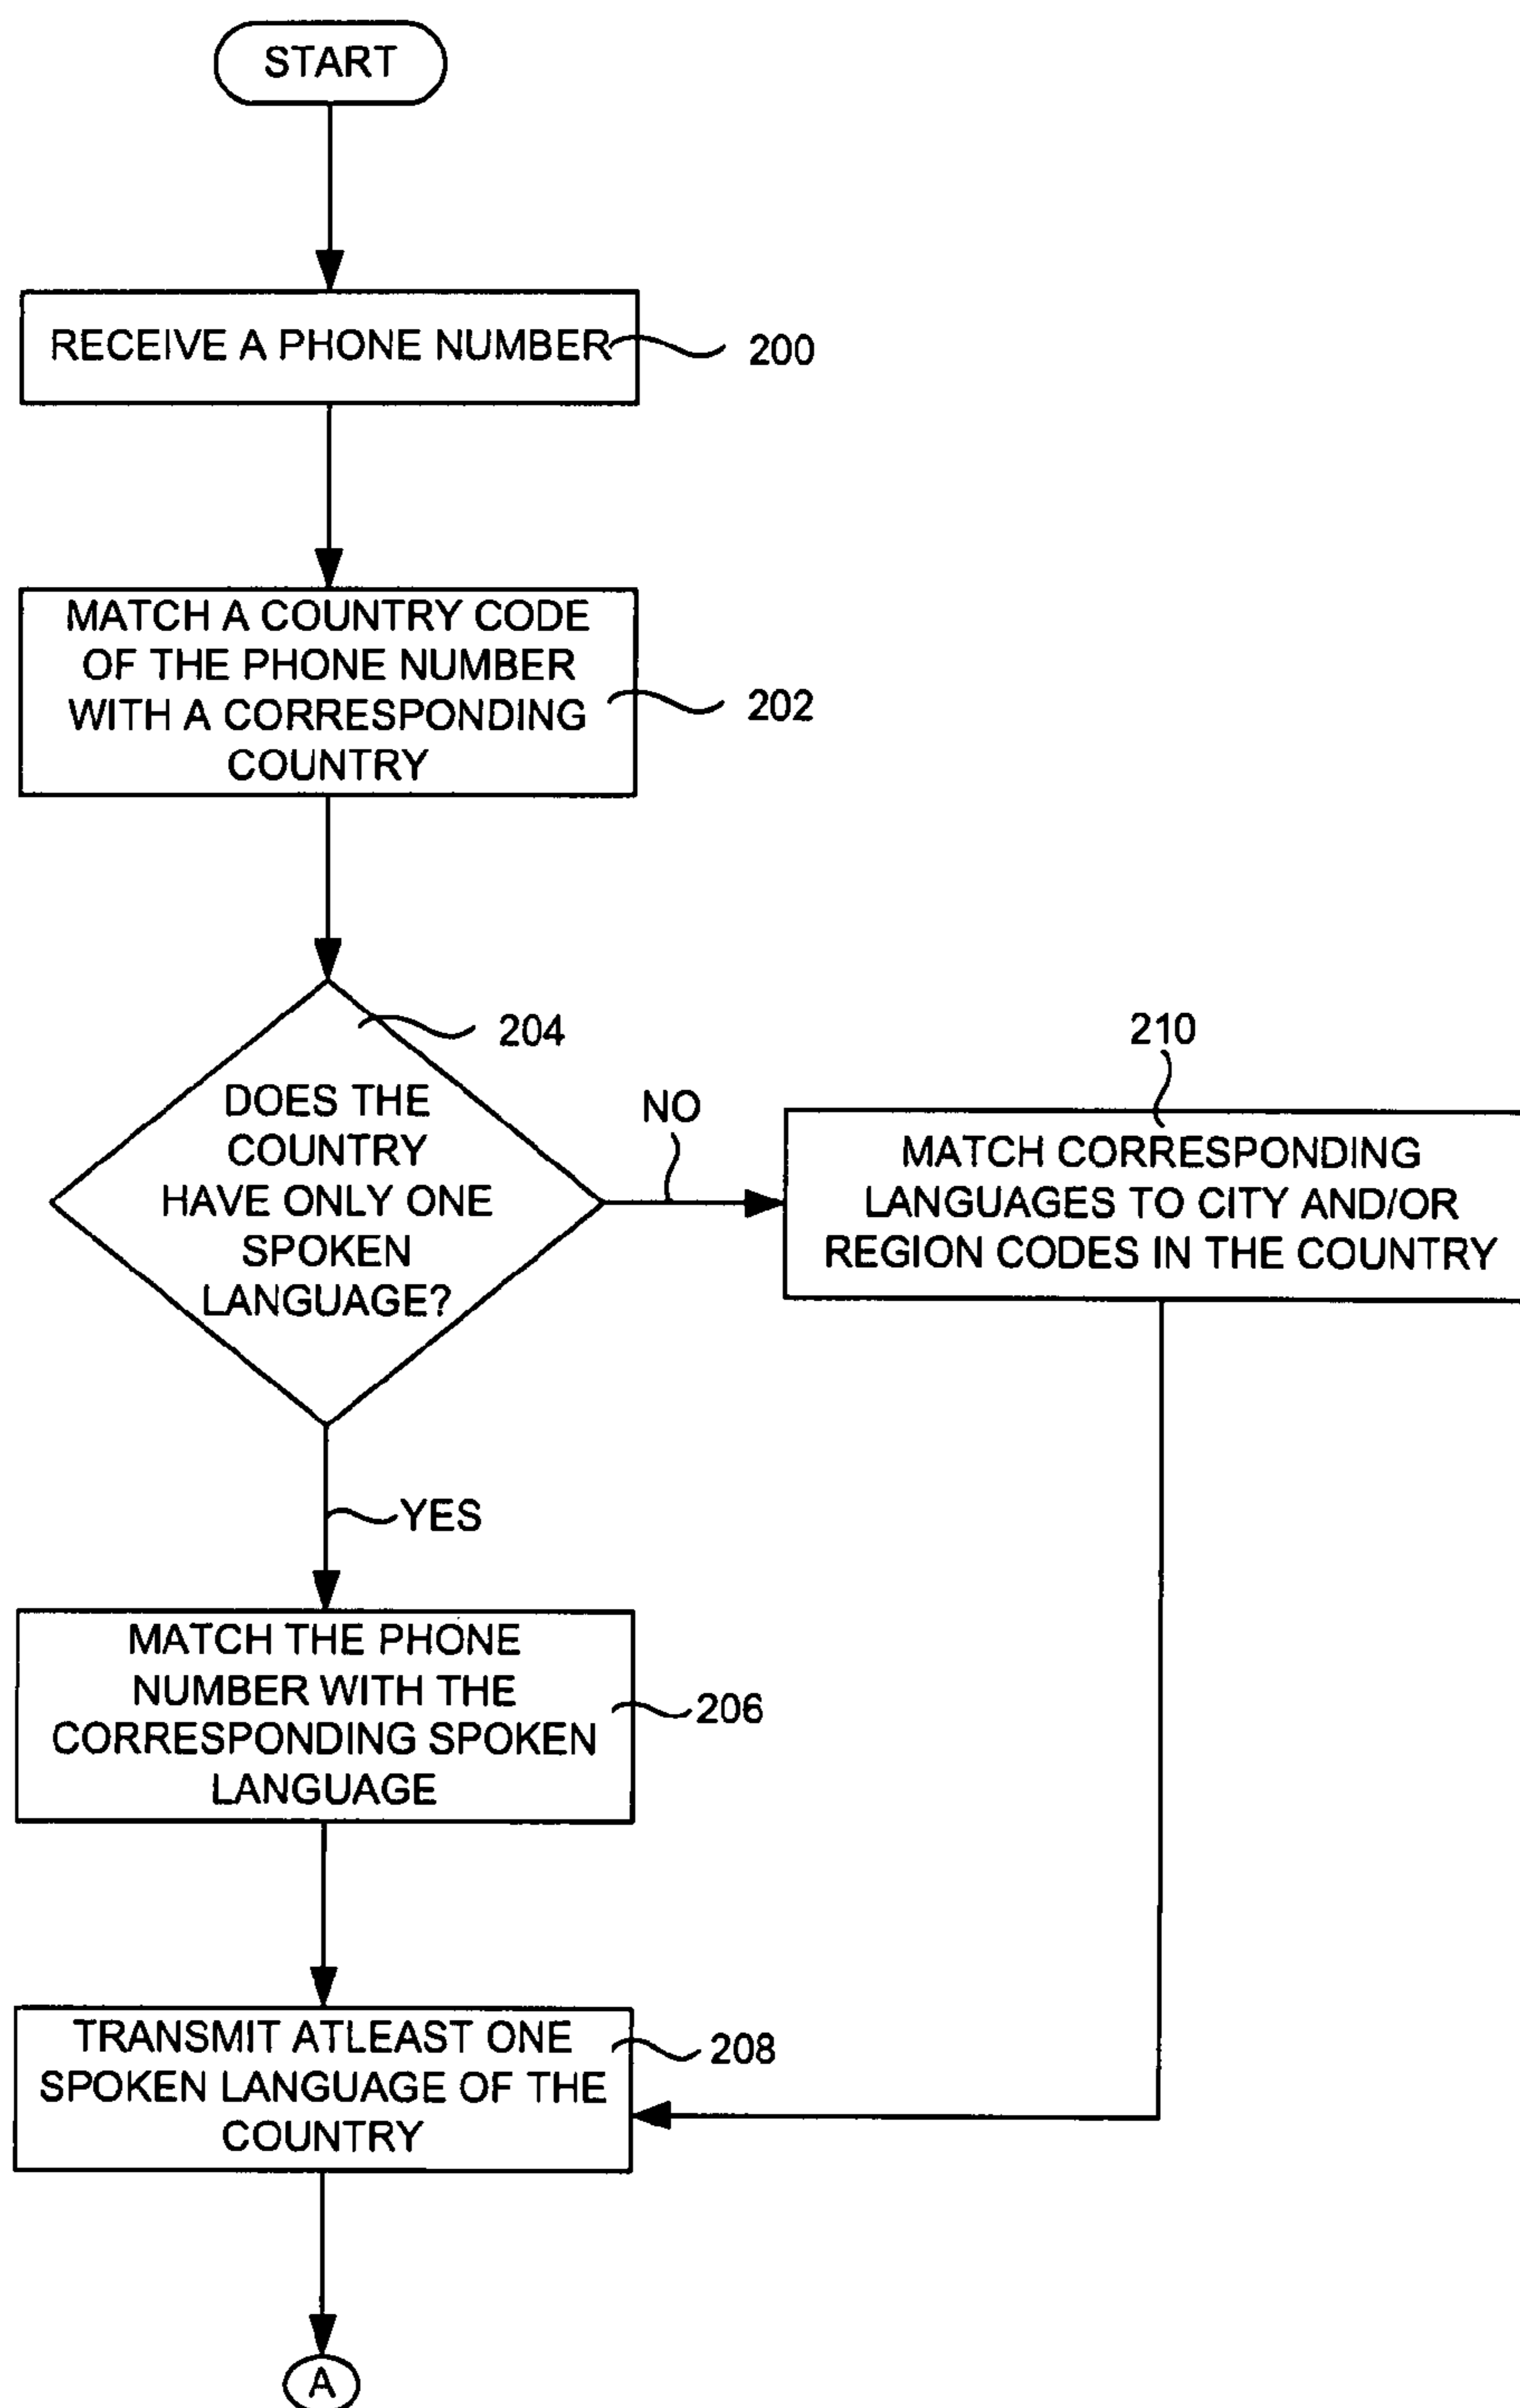 START
RECEIVE A PHONE NUMBER
200
MATCH A COUNTRY CODE
OF THE PHONE NUMBER
WITH A CORRESPONDING
COUNTRY
202
204
DOES THE
COUNTRY
HAVE ONLY ONE
SPOKEN
LANGUAGE?
NO
210
MATCH CORRESPONDING
LANGUAGES TO CITY AND/OR
REGION CODES IN THE COUNTRY
YES
MATCH THE PHONE
NUMBER WITH THE
CORRESPONDING SPOKEN
LANGUAGE
206
TRANSMIT ATLEAST ONE
SPOKEN LANGUAGE OF THE
COUNTRY
208
A